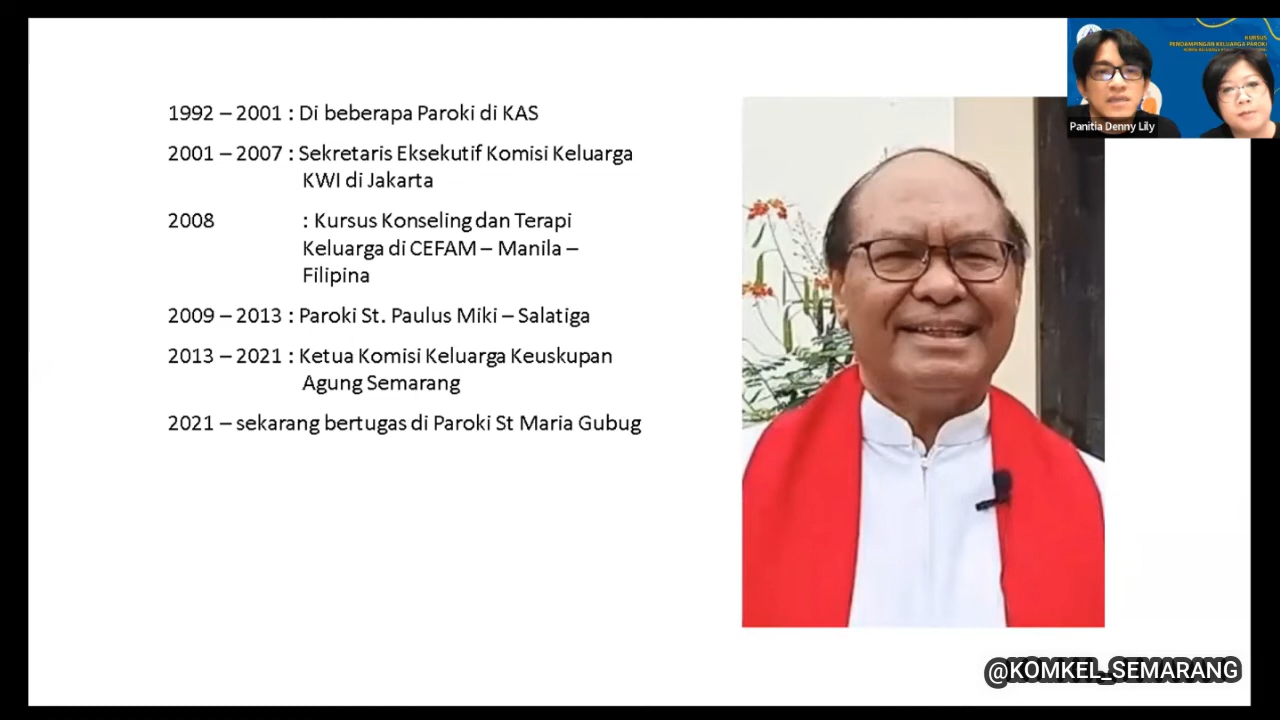 1992 – 2001 : Di beberapa Paroki di KAS
2001 – 2007 : Sekretaris Eksekutif Komisi Keluarga
KWI di Jakarta
2008 : Kursus Konseling dan Terapi
Keluarga di CEFAM – Manila –
Filipina
2009 – 2013 : Paroki St. Paulus Miki – Salatiga
2013 – 2021 : Ketua Komisi Keluarga Keuskupan
Agung Semarang
2021 – sekarang bertugas di Paroki St Maria Gubug
KURSUS
PENDAMPINGAN KELUARGA PAROKI
Panitia Denny Lily
@KOMKEL_SEMARANG